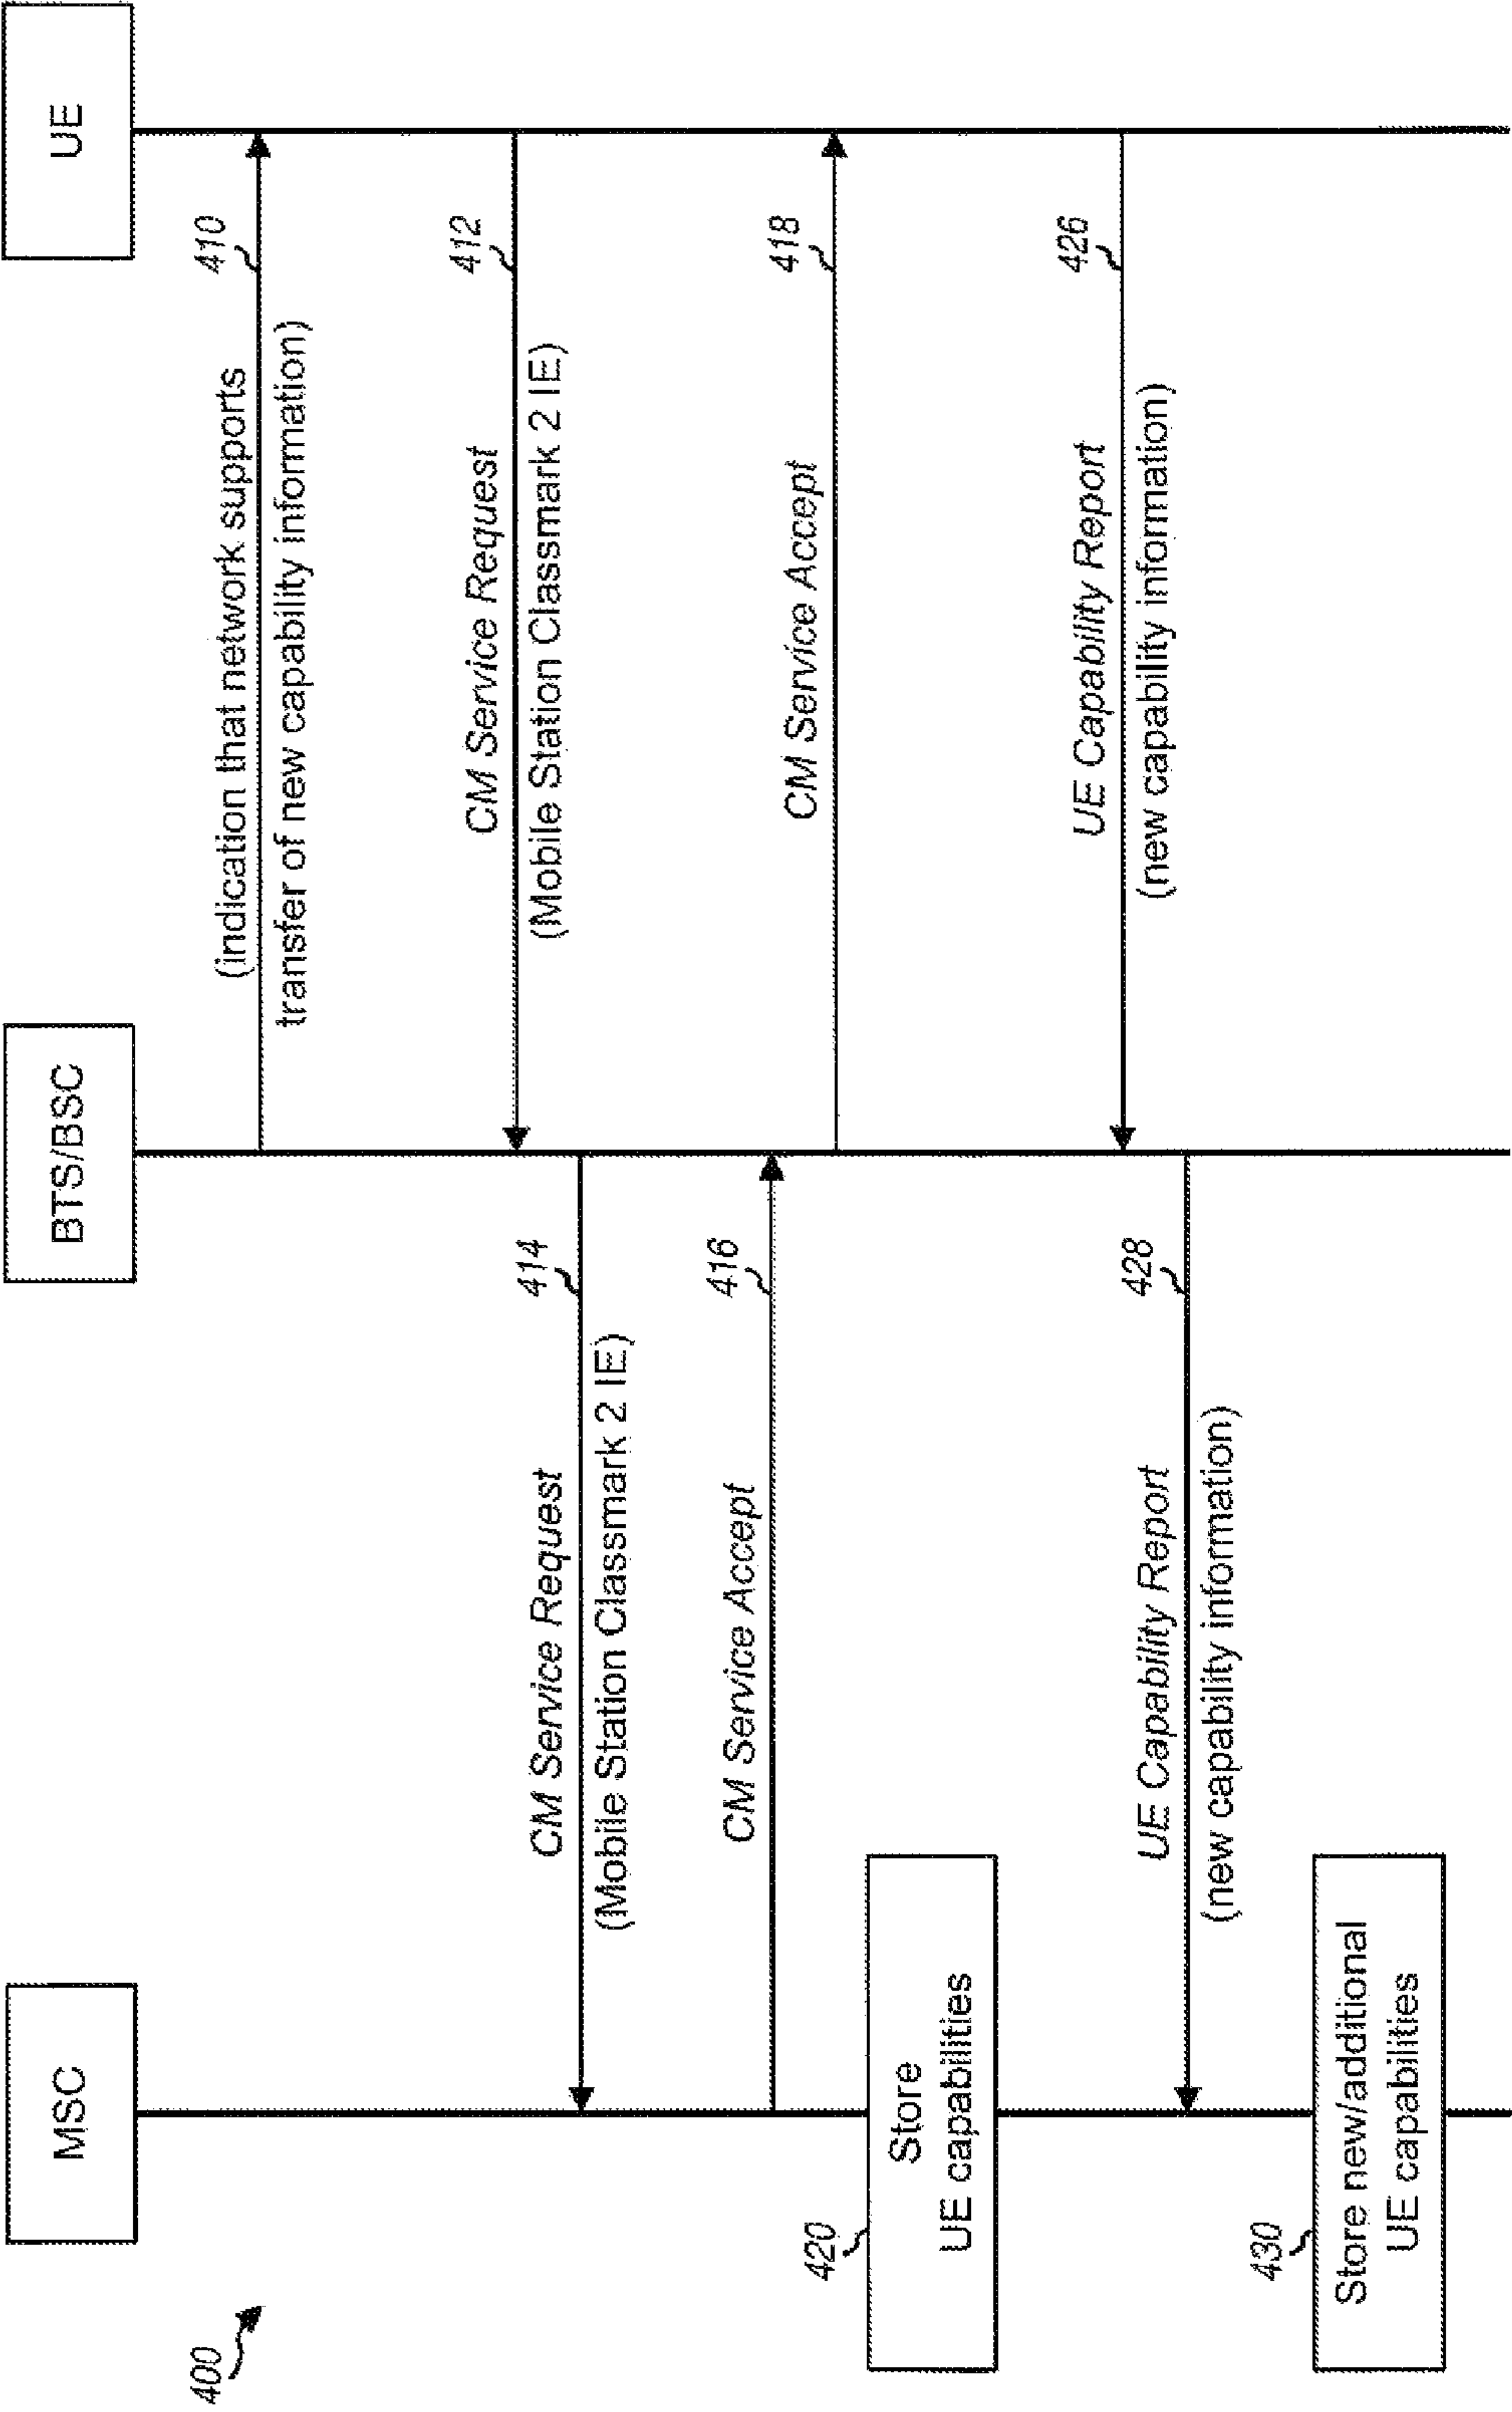 400
MSC
BTS/BSC
UE
410
(indication that network supports
transfer of new capability information)
412
CM Service Request
(Mobile Station Classmark 2 IE)
414
CM Service Request
(Mobile Station Classmark 2 IE)
416
CM Service Accept
418
CM Service Accept
420
Store
UE capabilities
426
UE Capability Report
(new capability information)
428
UE Capability Report
(new capability information)
430
Store new/additional
UE capabilities